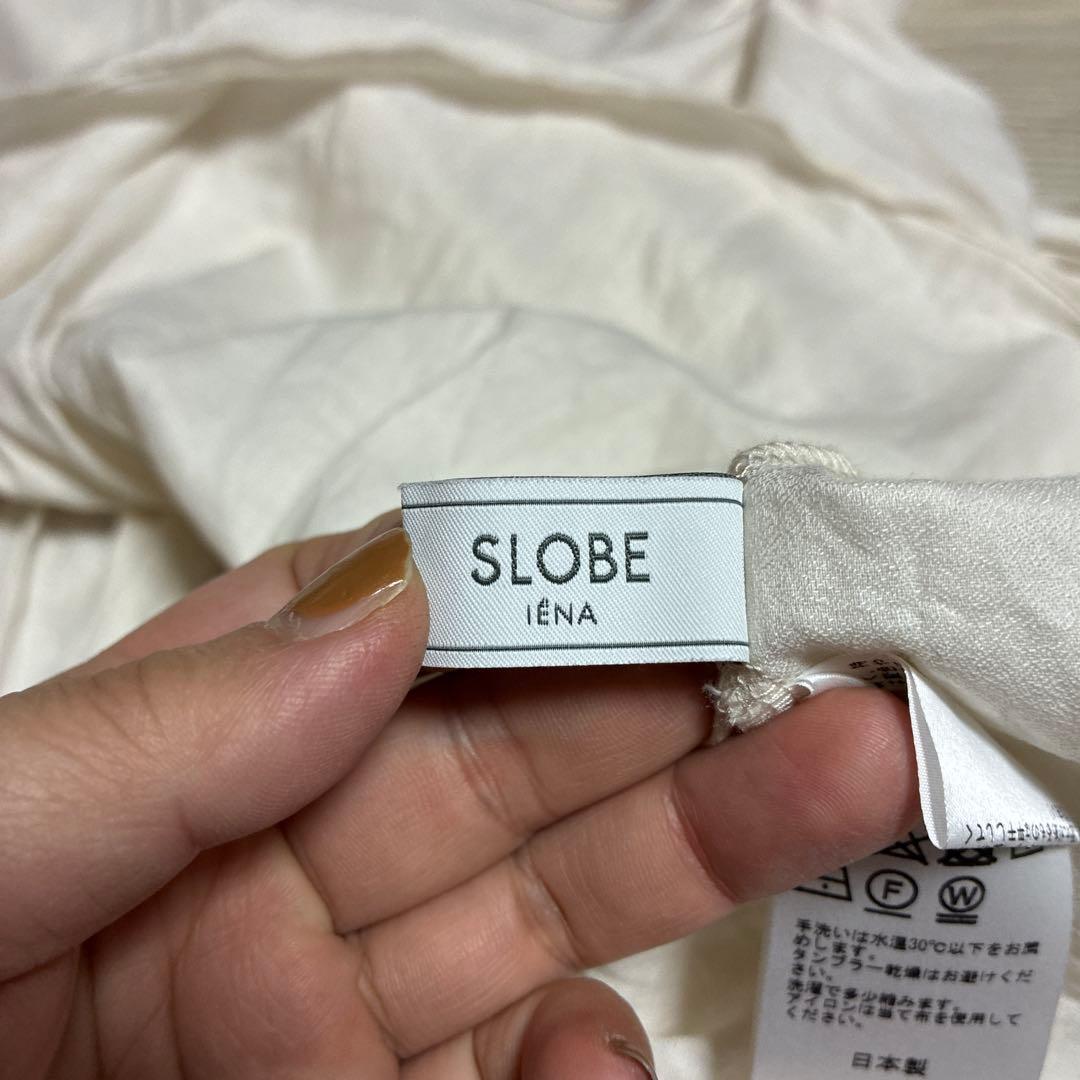 SLOBE
IÉNA
F
W
手洗いは水温30℃以下をお薦
めします。
タンブラー乾燥はお避けくだ
さい。
洗濯で多少縮みます。
アイロンは当て布を使用して
ください。
日本製